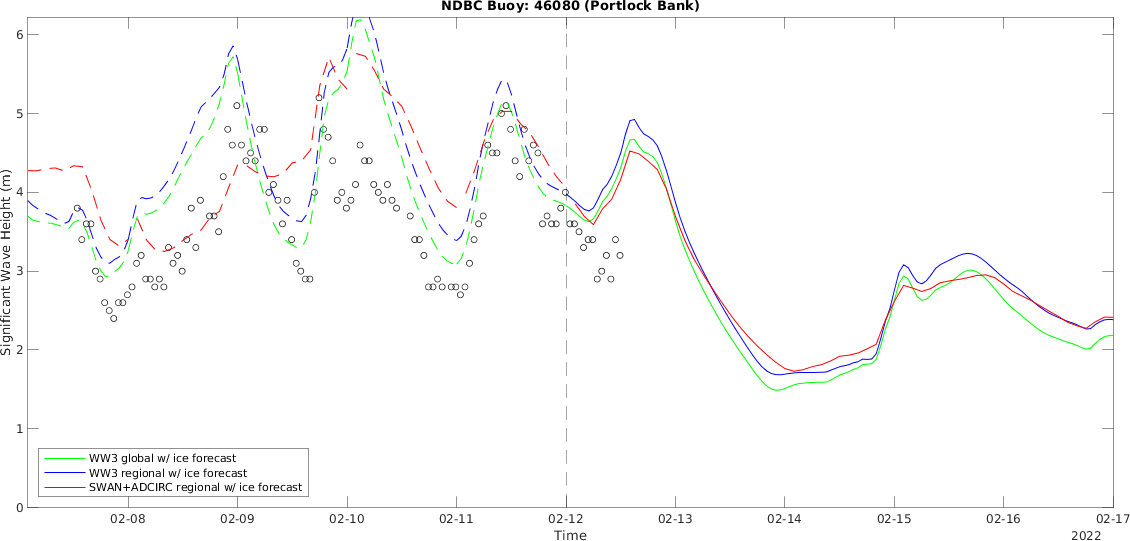 NDBC Buoy: 46080 (Portlock Bank)
Significant Wave Height (m)
6
5
4
3
2
1
0
WW3 global w/ ice forecast
WW3 regional w/ ice forecast
SWAN+ADCIRC regional w/ ice forecast
02-08 02-09 02-10 02-11 02-12 02-13 02-14 02-15 02-16 02-17
Time
2022